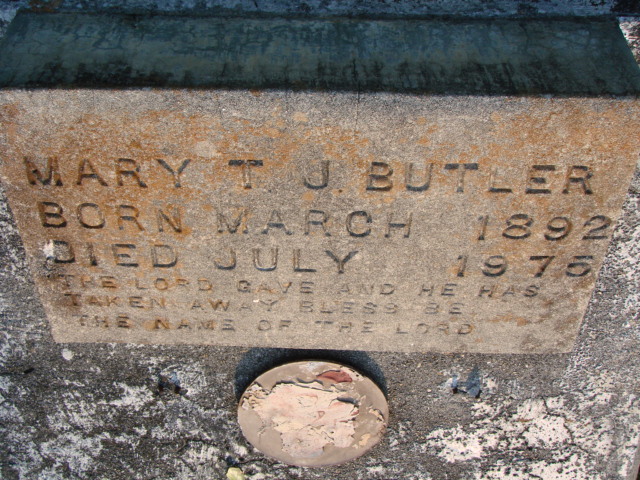 MARY T J. BUTLER
BORN MARCH 1892
DIED JULY 1975
THE LORD GAVE AND HE HAS
TAKEN AWAY BLESS BE
THE NAME OF THE LORD